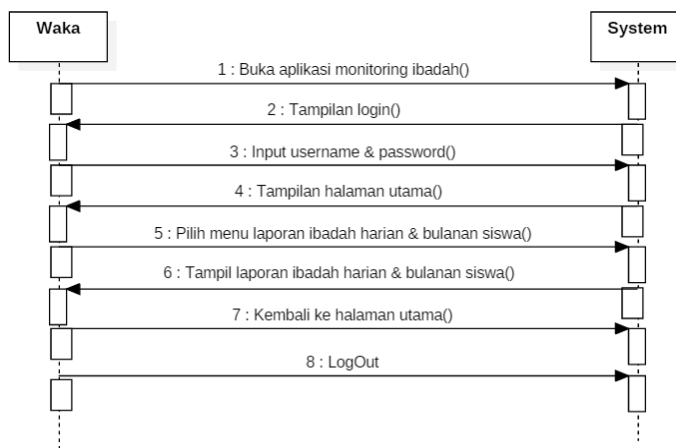 Waka
System
1 : Buka aplikasi monitoring ibadah()
2 : Tampilan login()
3 : Input username & password()
4 : Tampilan halaman utama()
5 : Pilih menu laporan ibadah harian & bulanan siswa()
6 : Tampil laporan ibadah harian & bulanan siswa()
7 : Kembali ke halaman utama()
8 : LogOut